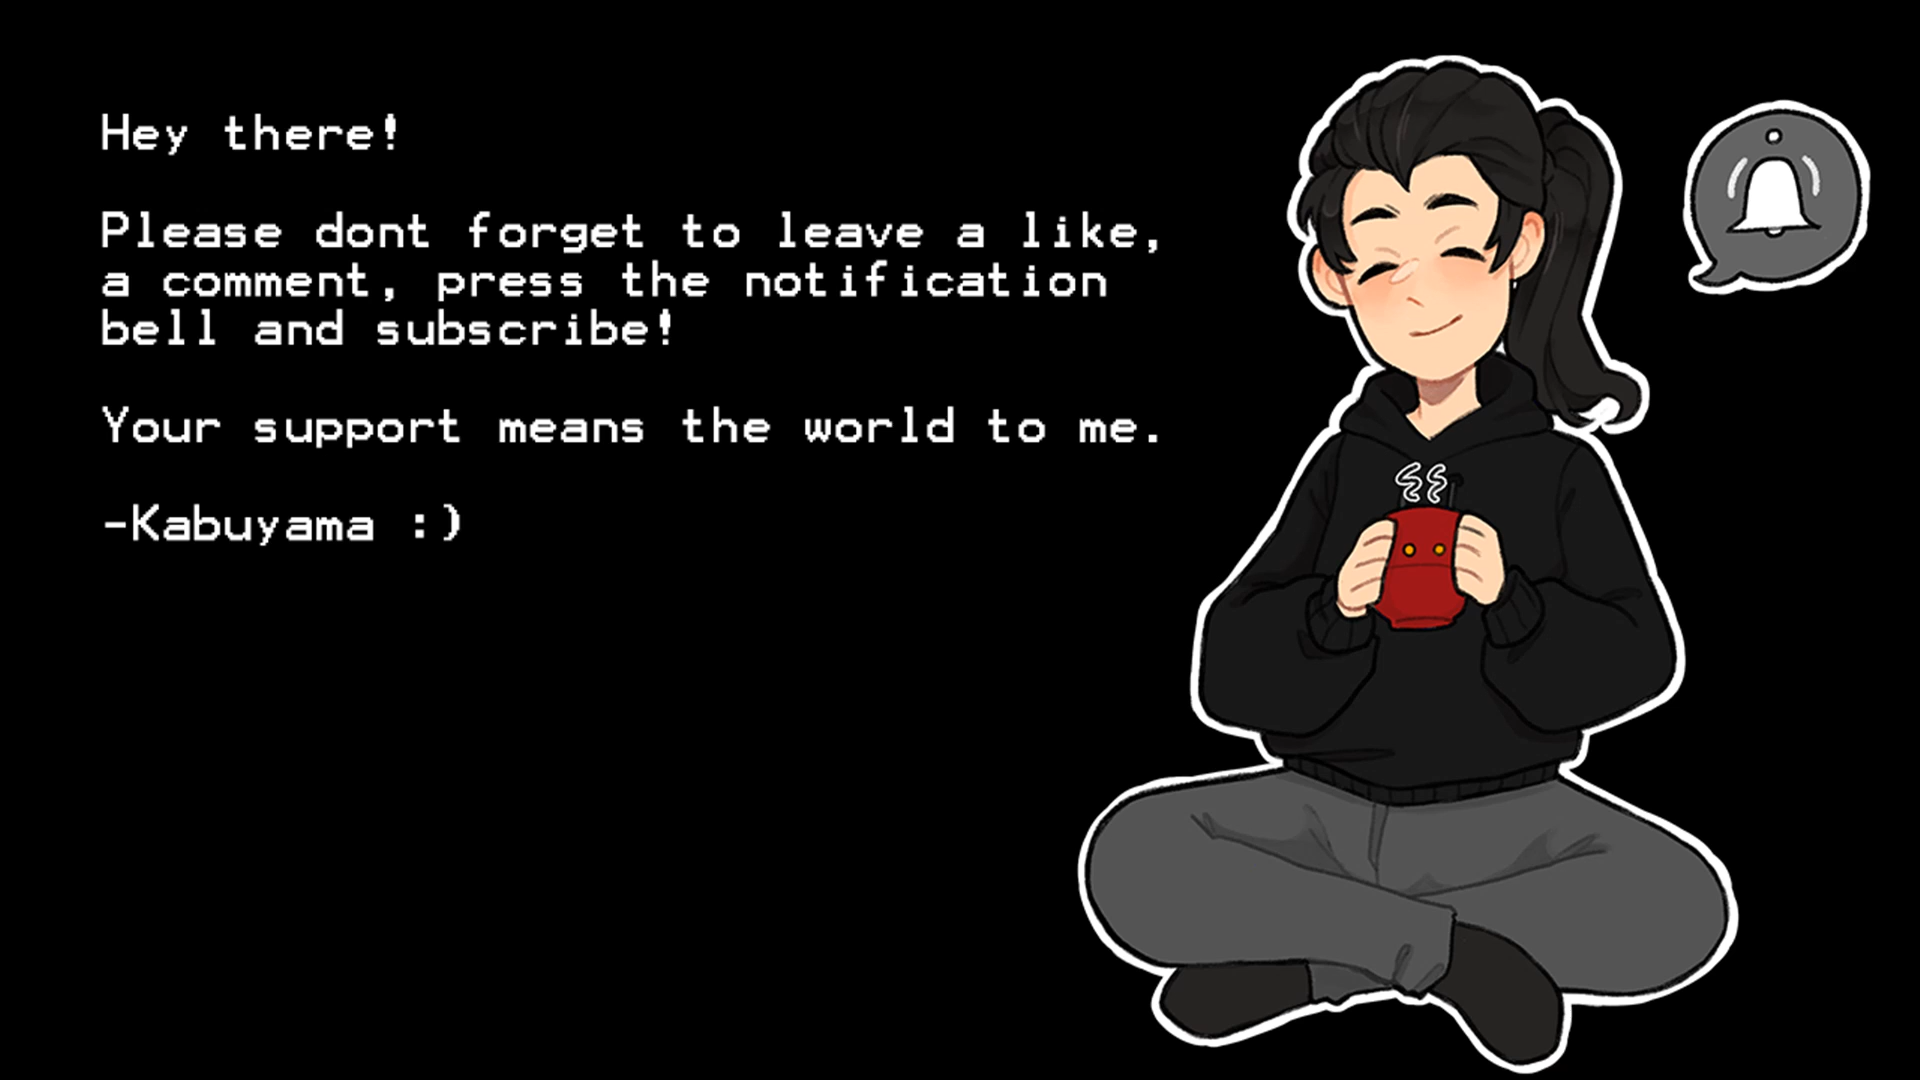 Hey there!
Please dont forget to leave a like,
a comment, press the notification
bell and subscribe!
Your support means the world to me.
-Kabuyama :)